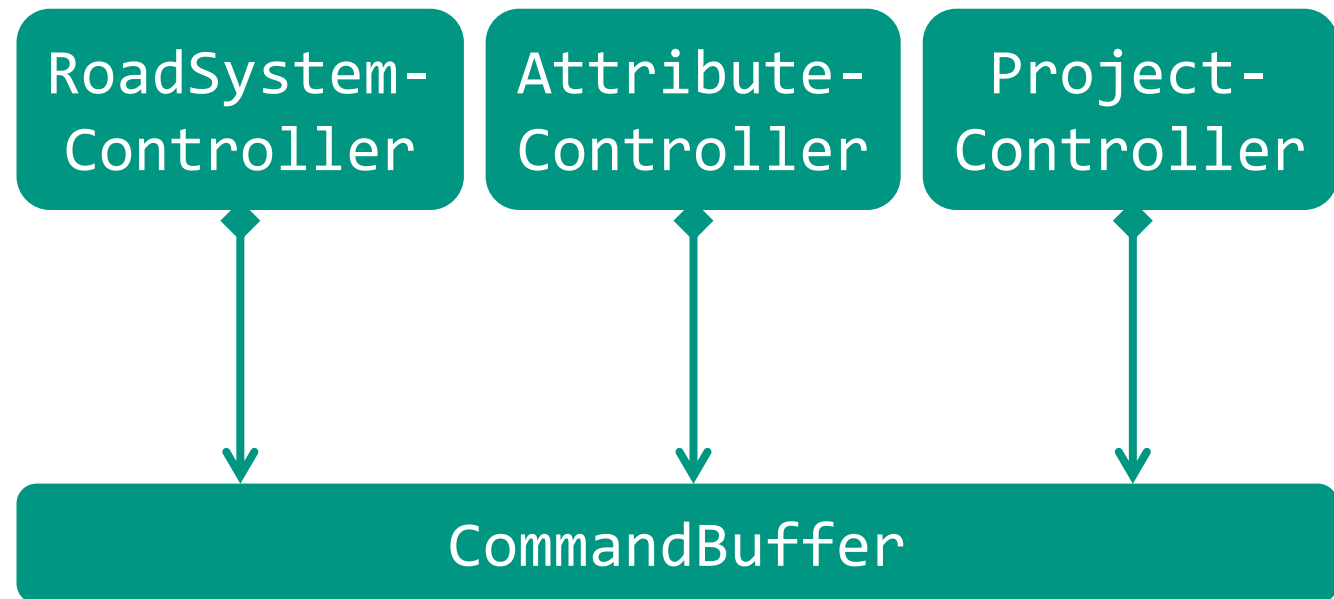 RoadSystem-
Controller
Attribute-
Controller
Project-
Controller
CommandBuffer